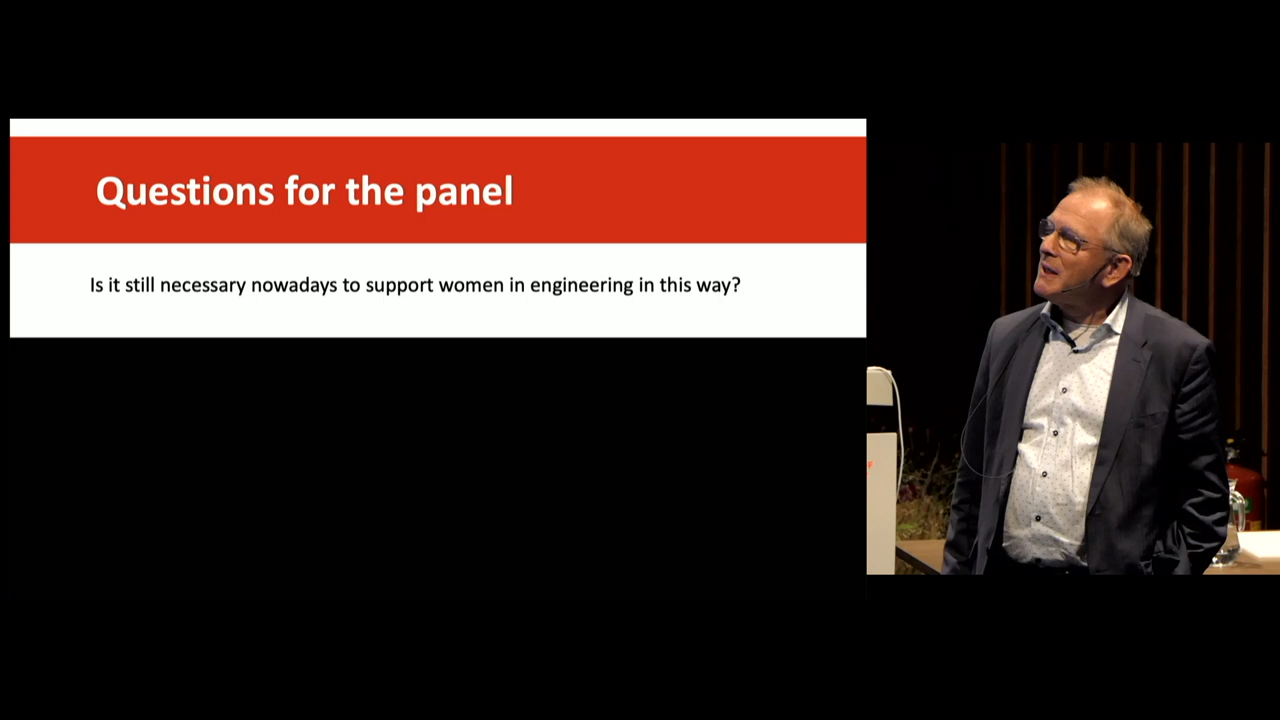 Questions for the panel
Is it still necessary nowadays to support women in engineering in this way?
F